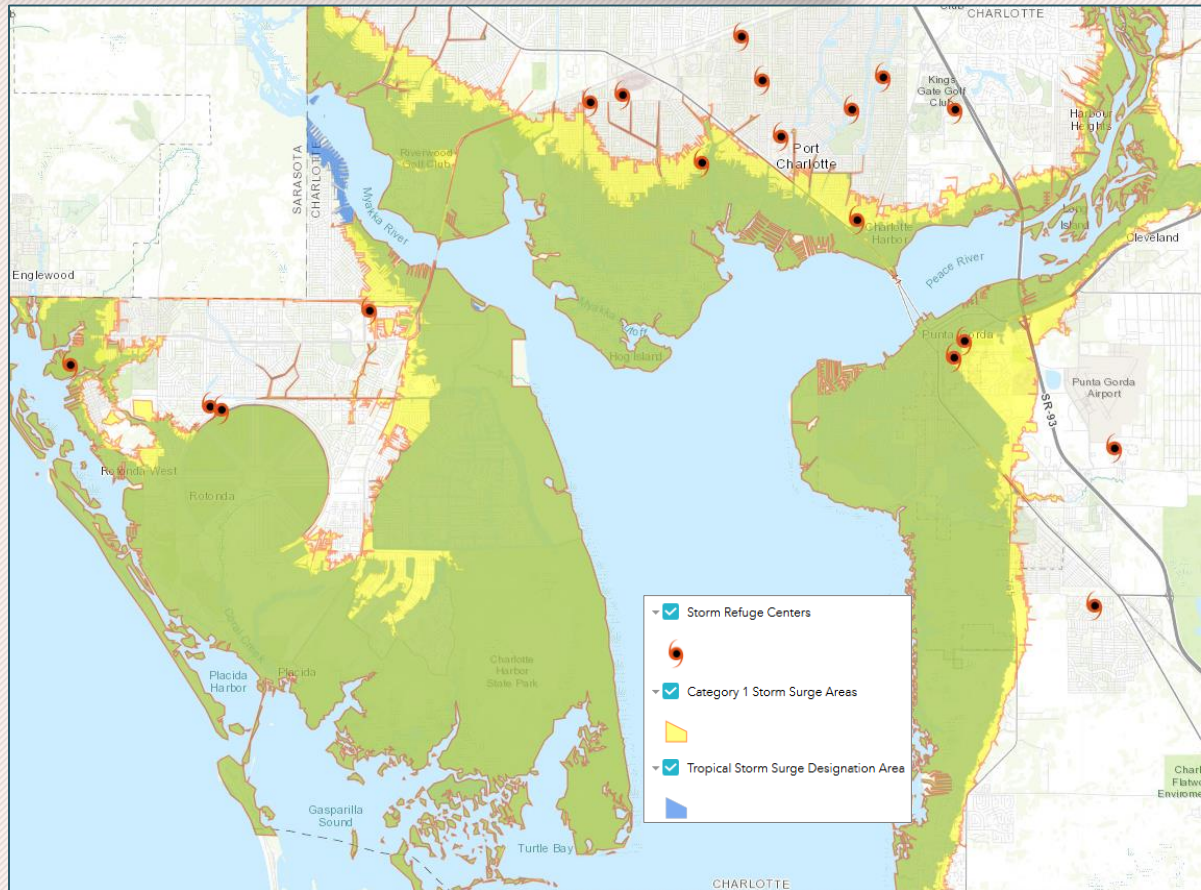 CHARLOTTE
Kings
Gate Golf
Club
Harbour
Heights
Port
Charlotte
Riverwood
Golf Club
SARASOTA
CHARLOTTE
Myakka River
Charlotte
Harbor
Long
Island
Cleveland
Peace River
Englewood
Myakka
Hog Island
Punta Gorda
Punta Gorda
Airport
SR-93
Rotonda West
Rotonda
Storm Refuge Centers
Category 1 Storm Surge Areas
Tropical Storm Surge Designation Area
Coral Creek
Placida
Placida
Harbor
Charlotte
Harbor
State Park
Gasparilla
Sound
Turtle Bay
CHARLOTTE